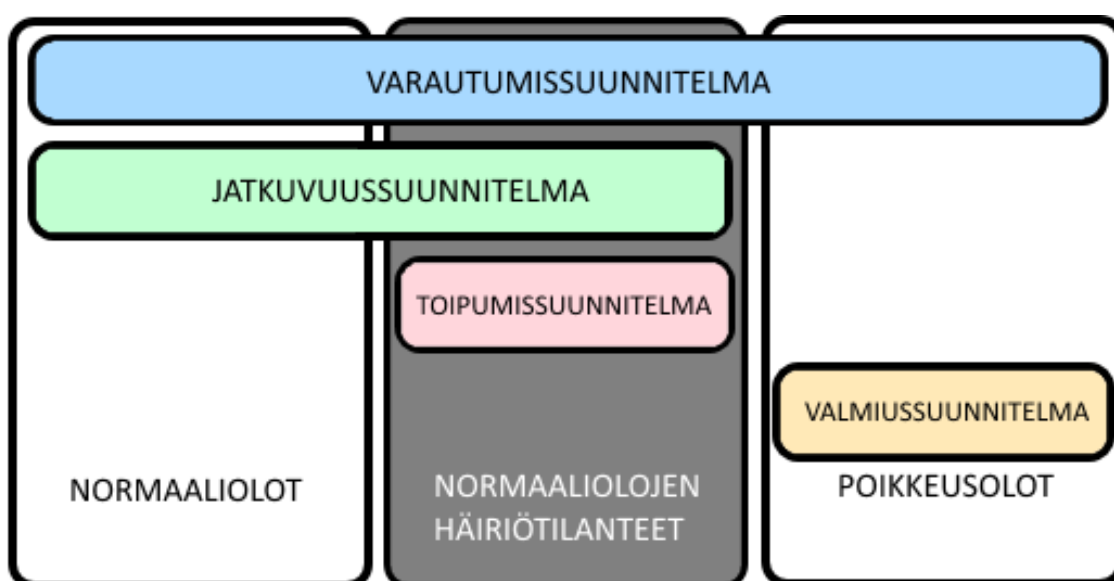 VARAUTUMISSUUNNITELMA
JATKUVUUSSUUNNITELMA
TOIPUMISSUUNNITELMA
VALMIUSSUUNNITELMA
NORMAALIOLOT
NORMAALIOLOJEN
HÄIRIÖTILANTEET
POIKKEUSOLOT